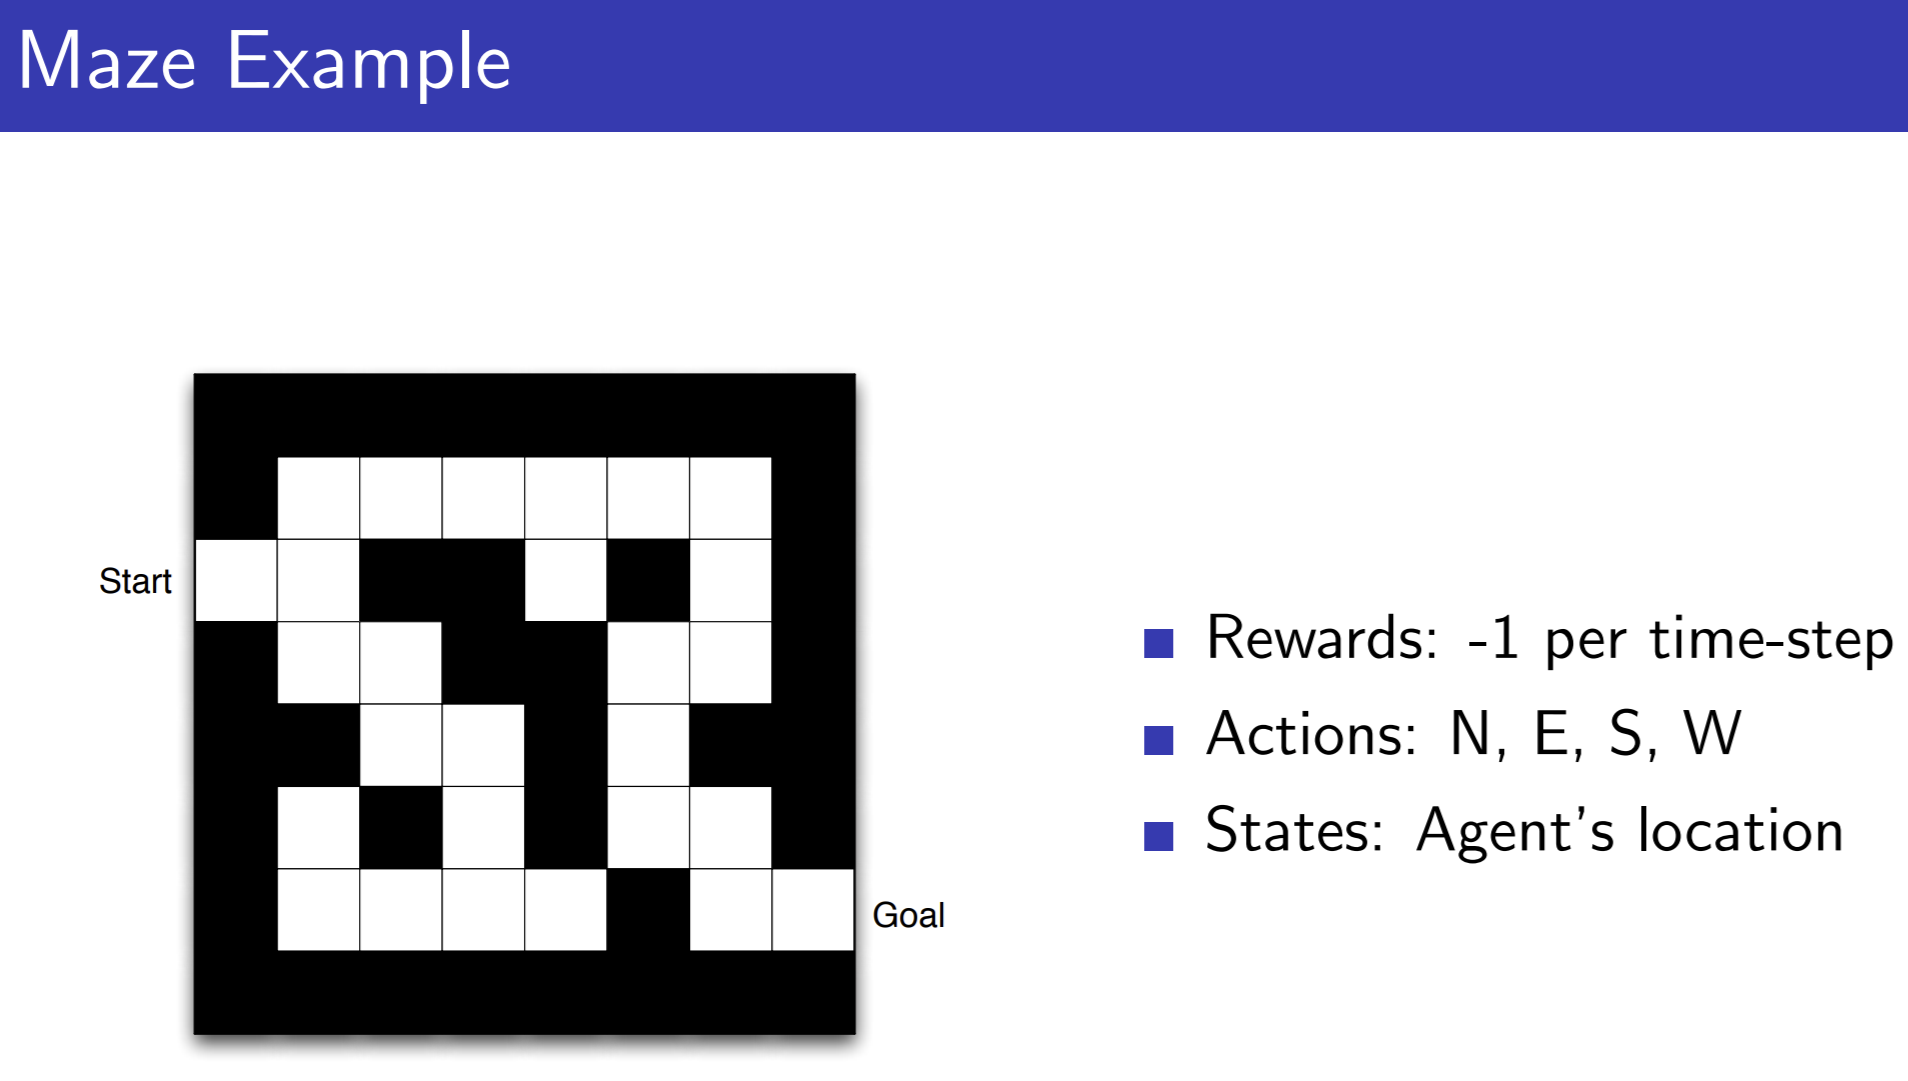 Maze Example
Start
Goal
Rewards: -1 per time-step
Actions: N, E, S, W
States: Agent's location